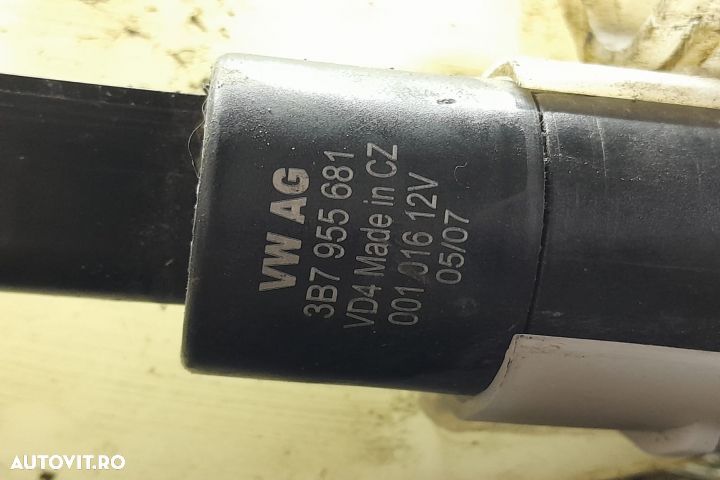 VW AG
3B7 955 681
VD4 Made in CZ
001 016 12V
05/07
AUTOVIT.RO